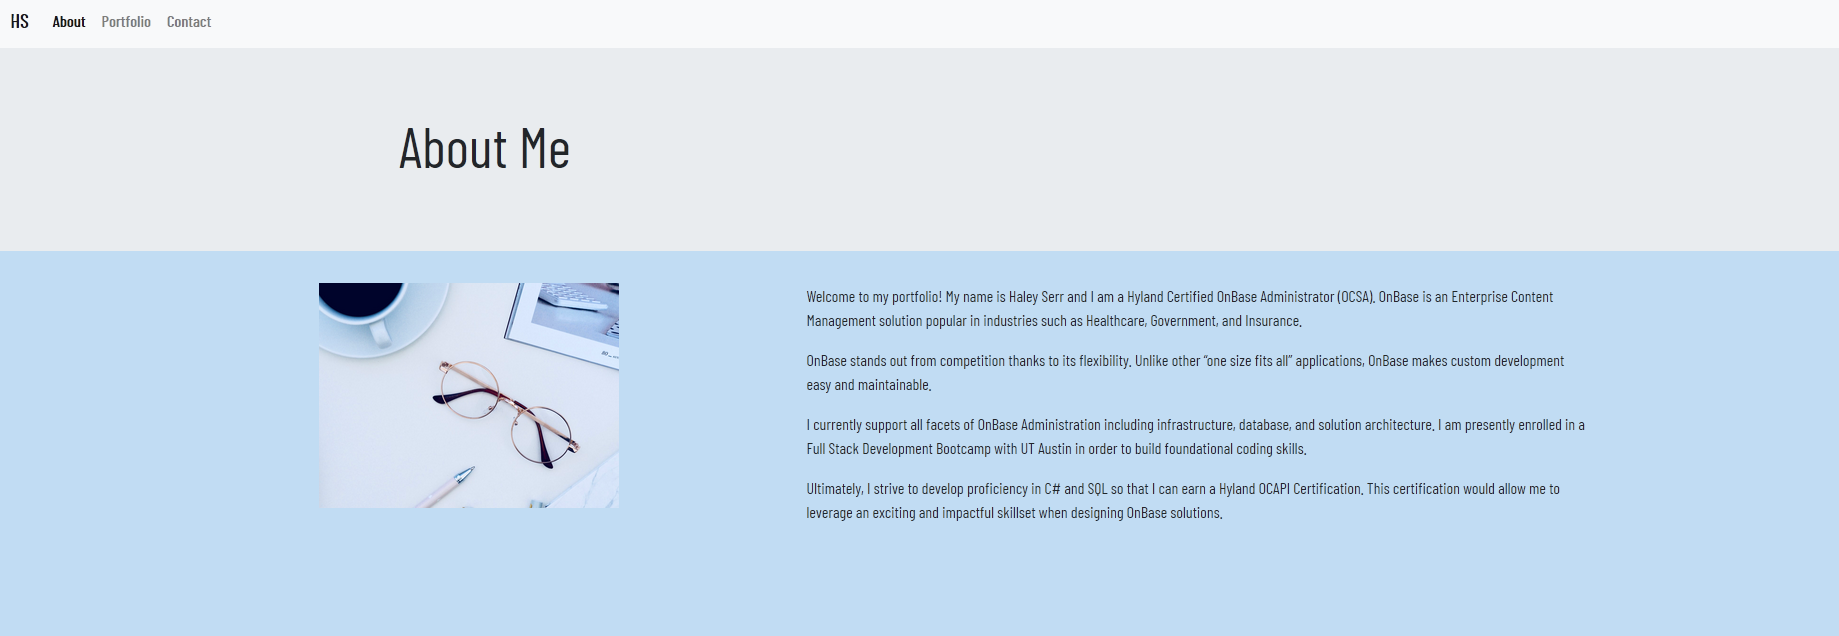 HS About Portfolio Contact
About Me
Welcome to my portfolio! My name is Haley Serr and I am a Hyland Certified OnBase Administrator (OCSA). OnBase is an Enterprise Content
Management solution popular in industries such as Healthcare, Government, and Insurance.
OnBase stands out from competition thanks to its flexibility. Unlike other “one size fits all” applications, OnBase makes custom development
easy and maintainable.
I currently support all facets of OnBase Administration including infrastructure, database, and solution architecture. I am presently enrolled in a
Full Stack Development Bootcamp with UT Austin in order to build foundational coding skills.
Ultimately, I strive to develop proficiency in C# and SQL so that I can earn a Hyland OCAPI Certification. This certification would allow me to
leverage an exciting and impactful skillset when designing OnBase solutions.